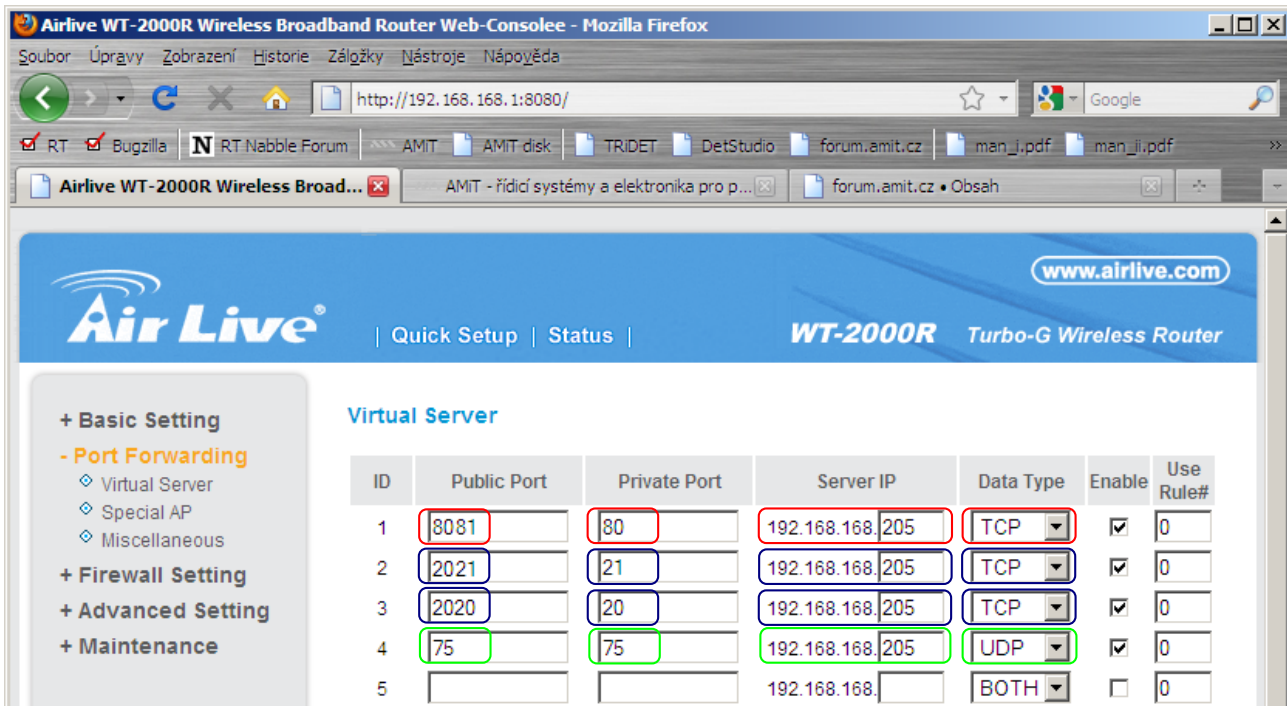 Airlive WT-2000R Wireless Broadband Router Web-Consolee - Mozilla Firefox
Soubor Úpravy Zobrazení Historie Záložky Nástroje Nápověda
http://192.168.168.1:8080/ Google
RT Bugzilla N RT Nabble Forum AMiT AMiT disk TRiDET DetStudio forum.amit.cz man_i.pdf man_ii.pdf »
Airlive WT-2000R Wireless Broad... AMiT - řídicí systémy a elektronika pro p... forum.amit.cz • Obsah
www.airlive.com
Air Live®
| Quick Setup | Status | WT-2000R Turbo-G Wireless Router
+ Basic Setting
- Port Forwarding
Virtual Server
Special AP
Miscellaneous
+ Firewall Setting
+ Advanced Setting
+ Maintenance
Virtual Server
ID Public Port Private Port Server IP Data Type Enable Use Rule#
1 8081 80 192.168.168.205 TCP 0
2 2021 21 192.168.168.205 TCP 0
3 2020 20 192.168.168.205 TCP 0
4 75 75 192.168.168.205 UDP 0
5 192.168.168. BOTH 0